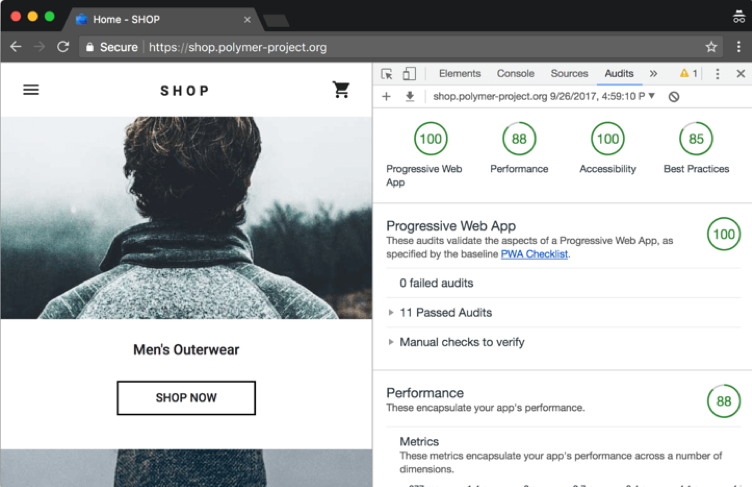 Home - SHOP
Secure https://shop.polymer-project.org
SHOP
Men's Outerwear
SHOP NOW
Elements Console Sources Audits 1
shop.polymer-project.org 9/26/2017, 4:59:10 P
100 88 100 85
Progressive Web App
Performance
Accessibility
Best Practices
Progressive Web App
100
These audits validate the aspects of a Progressive Web App, as
specified by the baseline PWA Checklist.
0 failed audits
11 Passed Audits
Manual checks to verify
Performance
88
These encapsulate your app's performance.
Metrics
These metrics encapsulate your app's performance across a number of
dimensions.